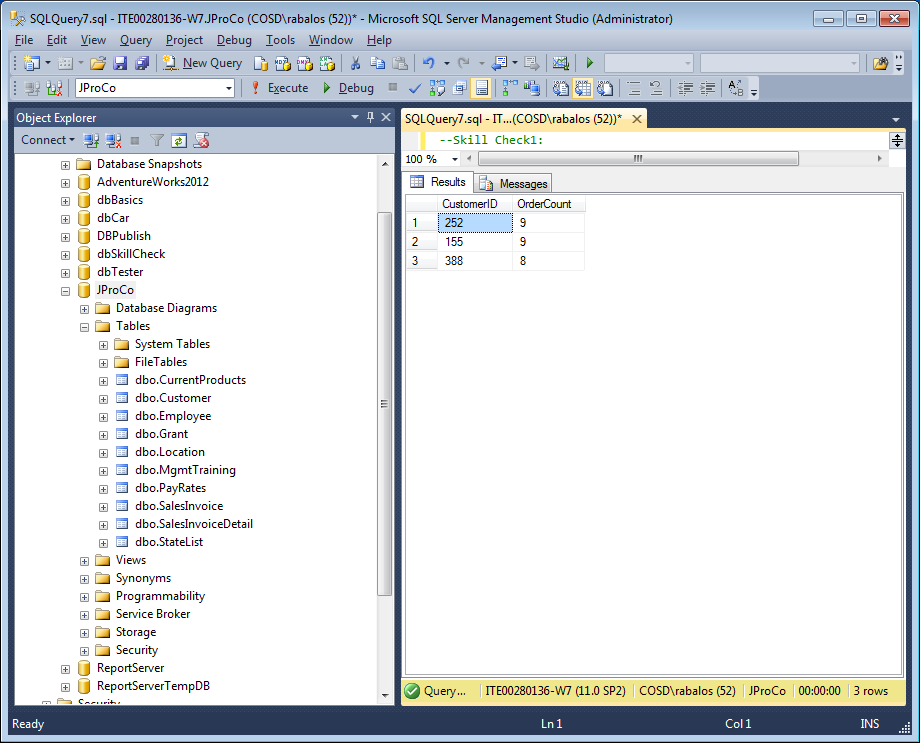 SQLQuery7.sql - ITE00280136-W7.JProCo (COSD\rabalos (52))* - Microsoft SQL Server Management Studio (Administrator)
File Edit View Query Project Debug Tools Window Help
New Query
JProCo Execute Debug
Object Explorer
Connect
Database Snapshots
AdventureWorks2012
dbBasics
dbCar
DBPublish
dbSkillCheck
dbTester
JProCo
Database Diagrams
Tables
System Tables
FileTables
dbo.CurrentProducts
dbo.Customer
dbo.Employee
dbo.Grant
dbo.Location
dbo.MgmtTraining
dbo.PayRates
dbo.SalesInvoice
dbo.SalesInvoiceDetail
dbo.StateList
Views
Synonyms
Programmability
Service Broker
Storage
Security
ReportServer
ReportServerTempDB
Security
SQLQuery7.sql - IT...(COSD\rabalos (52))*
--Skill Check1:
100 %
Results Messages
CustomerID OrderCount
1 252 9
2 155 9
3 388 8
Query... ITE00280136-W7 (11.0 SP2) COSD\rabalos (52) JProCo 00:00:00 3 rows
Ready Ln 1 Col 1 INS